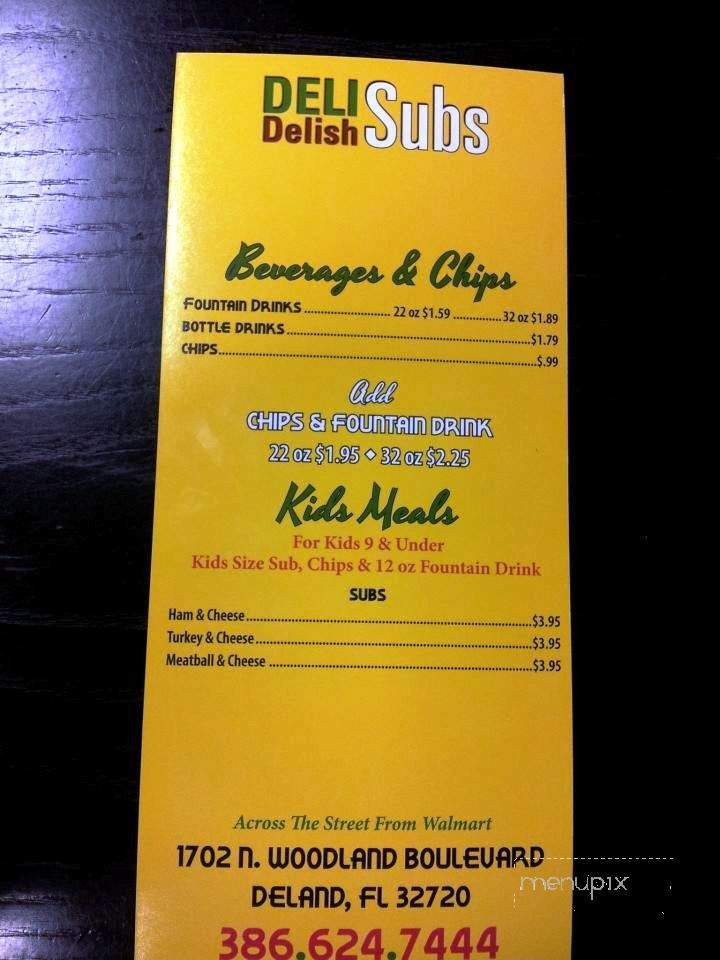 DELI
Delish Subs
Beverages & Chips
FOUNTAIN DRINKS ........................... 22 oz $1.59 ............... 32 oz $1.89
BOTTLE DRINKS ............................................................................ $1.79
CHIPS .................................................................................................. $.99
Add
CHIPS & FOUNTAIN DRINK
22 oz $1.95 ◆ 32 oz $2.25
Kids Meals
For Kids 9 & Under
Kids Size Sub, Chips & 12 oz Fountain Drink
SUBS
Ham & Cheese ........................................................................................ $3.95
Turkey & Cheese ..................................................................................... $3.95
Meatball & Cheese ................................................................................. $3.95
Across The Street From Walmart
1702 N. WOODLAND BOULEVARD
DELAND, FL 32720
386.624.7444
menupix